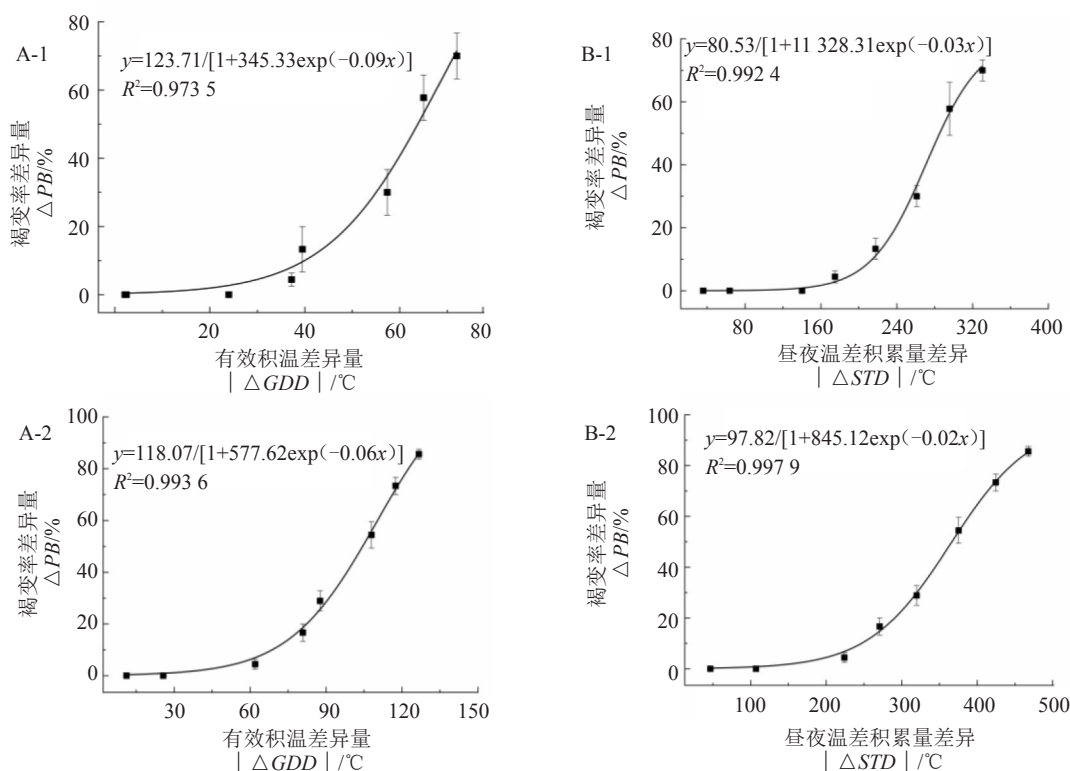 A-1
y=123.71/[1+345.33exp(-0.09x)]
R²=0.973 5
褐变率差异量
△PB/%
80
60
40
20
0
20
40
60
80
有效积温差异量
|△GDD|/℃
B-1
y=80.53/[1+11 328.31exp(-0.03x)]
R²=0.992 4
褐变率差异量
△PB/%
80
60
40
20
0
80
160
240
320
400
昼夜温差积累量差异
|△STD|/℃
A-2
y=118.07/[1+577.62exp(-0.06x)]
R²=0.993 6
褐变率差异量
△PB/%
100
80
60
40
20
0
30
60
90
120
150
有效积温差异量
|△GDD|/℃
B-2
y=97.82/[1+845.12exp(-0.02x)]
R²=0.997 9
褐变率差异量
△PB/%
100
80
60
40
20
0
100
200
300
400
500
昼夜温差积累量差异
|△STD|/℃